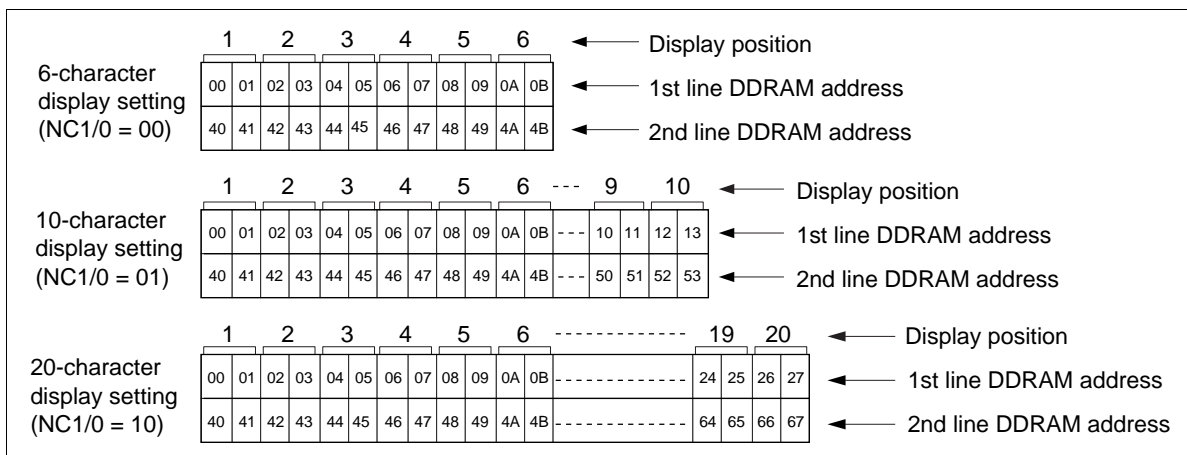 1 2 3 4 5 6 Display position
6-character display setting (NC1/0 = 00)
00 01 02 03 04 05 06 07 08 09 0A 0B 1st line DDRAM address
40 41 42 43 44 45 46 47 48 49 4A 4B 2nd line DDRAM address
1 2 3 4 5 6 --- 9 10 Display position
10-character display setting (NC1/0 = 01)
00 01 02 03 04 05 06 07 08 09 0A 0B --- 10 11 12 13 1st line DDRAM address
40 41 42 43 44 45 46 47 48 49 4A 4B --- 50 51 52 53 2nd line DDRAM address
1 2 3 4 5 6 --------------- 19 20 Display position
20-character display setting (NC1/0 = 10)
00 01 02 03 04 05 06 07 08 09 0A 0B --------------- 24 25 26 27 1st line DDRAM address
40 41 42 43 44 45 46 47 48 49 4A 4B --------------- 64 65 66 67 2nd line DDRAM address